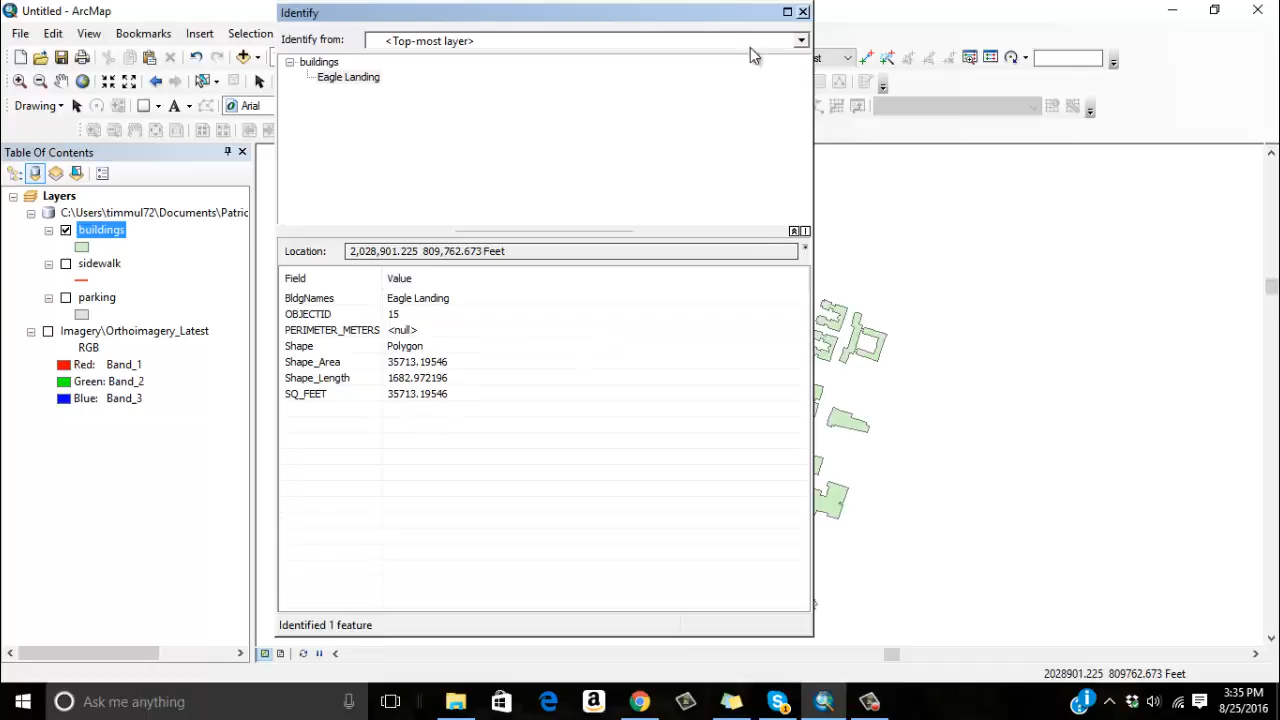 Untitled - ArcMap
File Edit View Bookmarks Insert Selection
Drawing
Arial
Table Of Contents
Layers
C:\Users\timmul72\Documents\Patric
buildings
sidewalk
parking
Imagery\Orthoimagery_Latest
RGB
Red: Band_1
Green: Band_2
Blue: Band_3
Identify
Identify from: <Top-most layer>
buildings
Eagle Landing
Location: 2,028,901.225 809,762.673 Feet
Field Value
BldgNames Eagle Landing
OBJECTID 15
PERIMETER_METERS <null>
Shape Polygon
Shape_Area 35713.19546
Shape_Length 1682.972196
SQ_FEET 35713.19546
Identified 1 feature
2028901.225 809762.673 Feet
Ask me anything
3:35 PM
8/25/2016